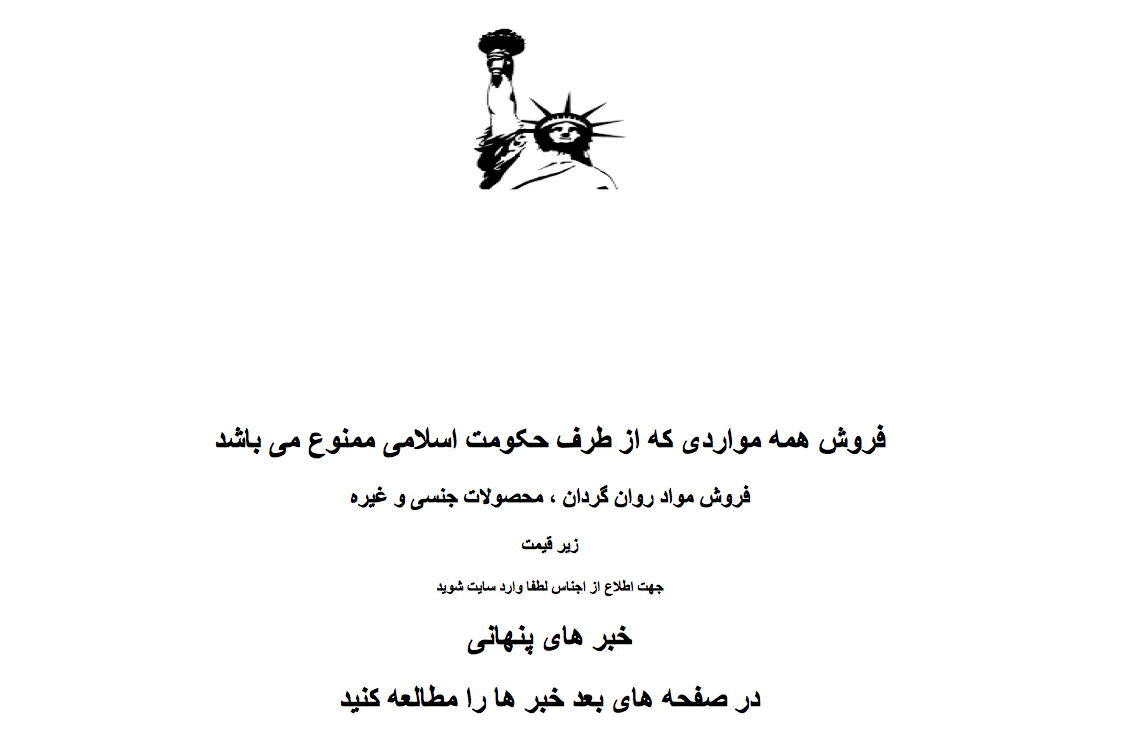 فروش همه مواردی که از طرف حکومت اسلامی ممنوع می باشد
فروش مواد روان گردان ، محصولات جنسی و غیره
زیر قیمت
جهت اطلاع از اجناس لطفا وارد سایت شوید
خبر های پنهانی
در صفحه های بعد خبر ها را مطالعه کنید